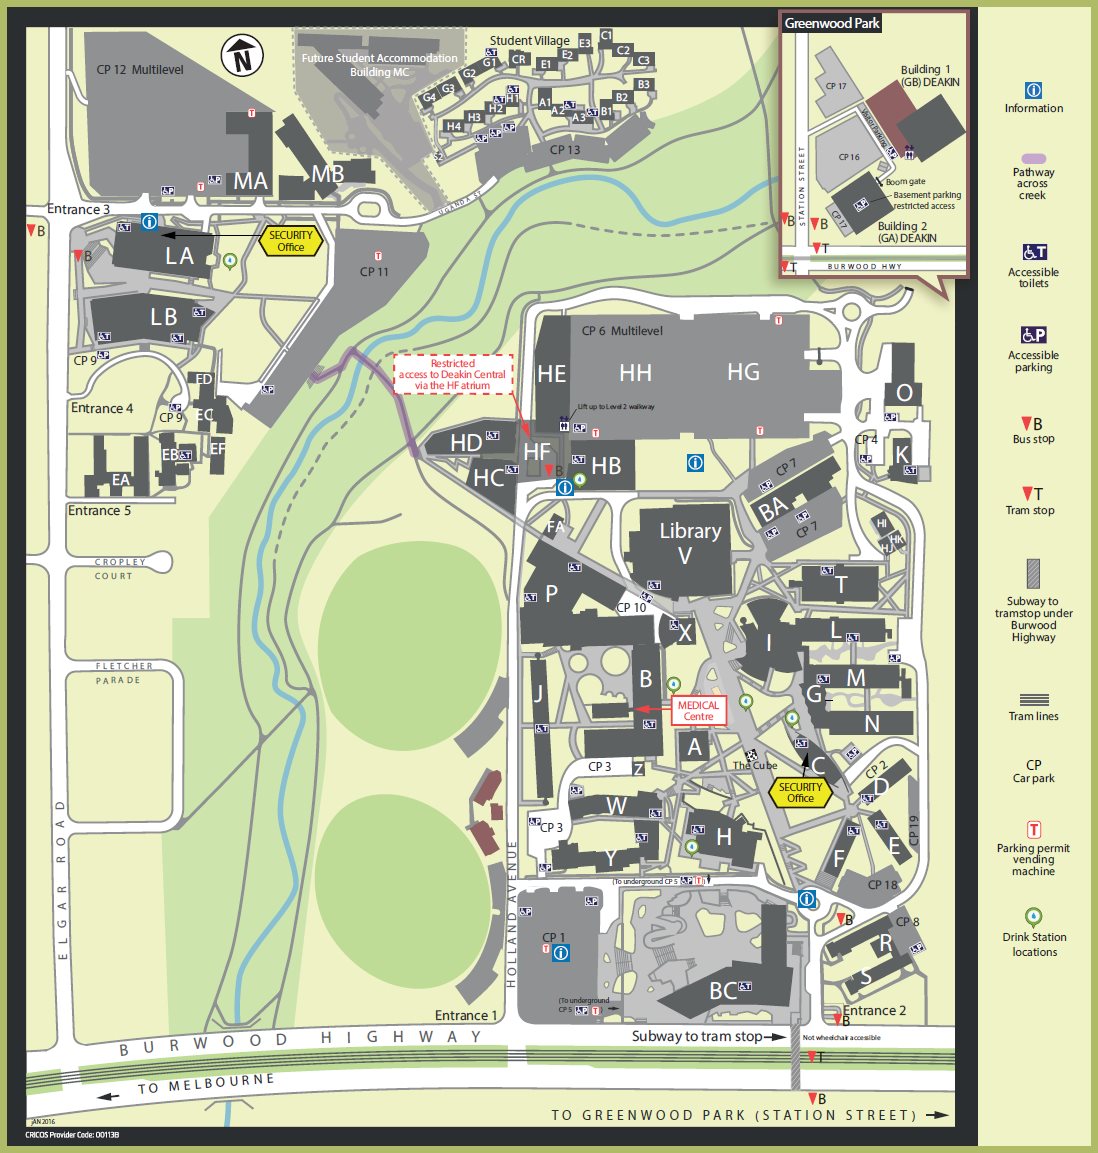 Greenwood Park
Building 1
(GB) DEAKIN
CP 17
Visitor Parking
CP 16
Boom gate
Basement parking
restricted access
CP 17
Building 2
(GA) DEAKIN
STATION STREET
B
B
T
T
BURWOOD HWY
N
CP 12 Multilevel
Future Student Accommodation
Building MC
Student Village
C1
E3
C2
E2
C3
CR
E1
G1
G2
G3
G4
B3
B2
H1
A1
H2
A2
B1
A3
H3
H4
CP 13
MA
MB
UGANDA ST
Entrance 3
B
B
LA
SECURITY
Office
CP 11
LB
CP 9
ED
Entrance 4
CP 9
EC
EB
EF
EA
Entrance 5
CROPLEY
COURT
FLETCHER
PARADE
ELGAR ROAD
Restricted
access to Deakin Central
via the HF atrium
CP 6 Multilevel
HE
HH
HG
Lift up to Level 2 walkway
HD
HF
HC
B
HB
O
CP 4
K
CP 7
BA
CP 7
HI
HK
HJ
FA
Library
V
P
T
CP 10
X
I
L
J
B
G
M
N
MEDICAL
Centre
A
The Cube
C
CP 2
D
SECURITY
Office
CP 3
Z
W
CP 3
Y
H
F
E
CP 19
CP 18
(To underground CP 5
)
HOLLAND AVENUE
CP 1
(To underground
CP 5
)
BC
B
CP 8
R
S
Entrance 2
B
Entrance 1
Subway to tram stop
Not wheelchair accessible
BURWOOD HIGHWAY
T
TO MELBOURNE
B
TO GREENWOOD PARK (STATION STREET)
JAN 2016
CRICOS Provider Code: 00113B
Information
Pathway
across
creek
Accessible
toilets
Accessible
parking
B
Bus stop
T
Tram stop
Subway to
tramstop under
Burwood
Highway
Tram lines
CP
Car park
T
Parking permit
vending
machine
Drink Station
locations